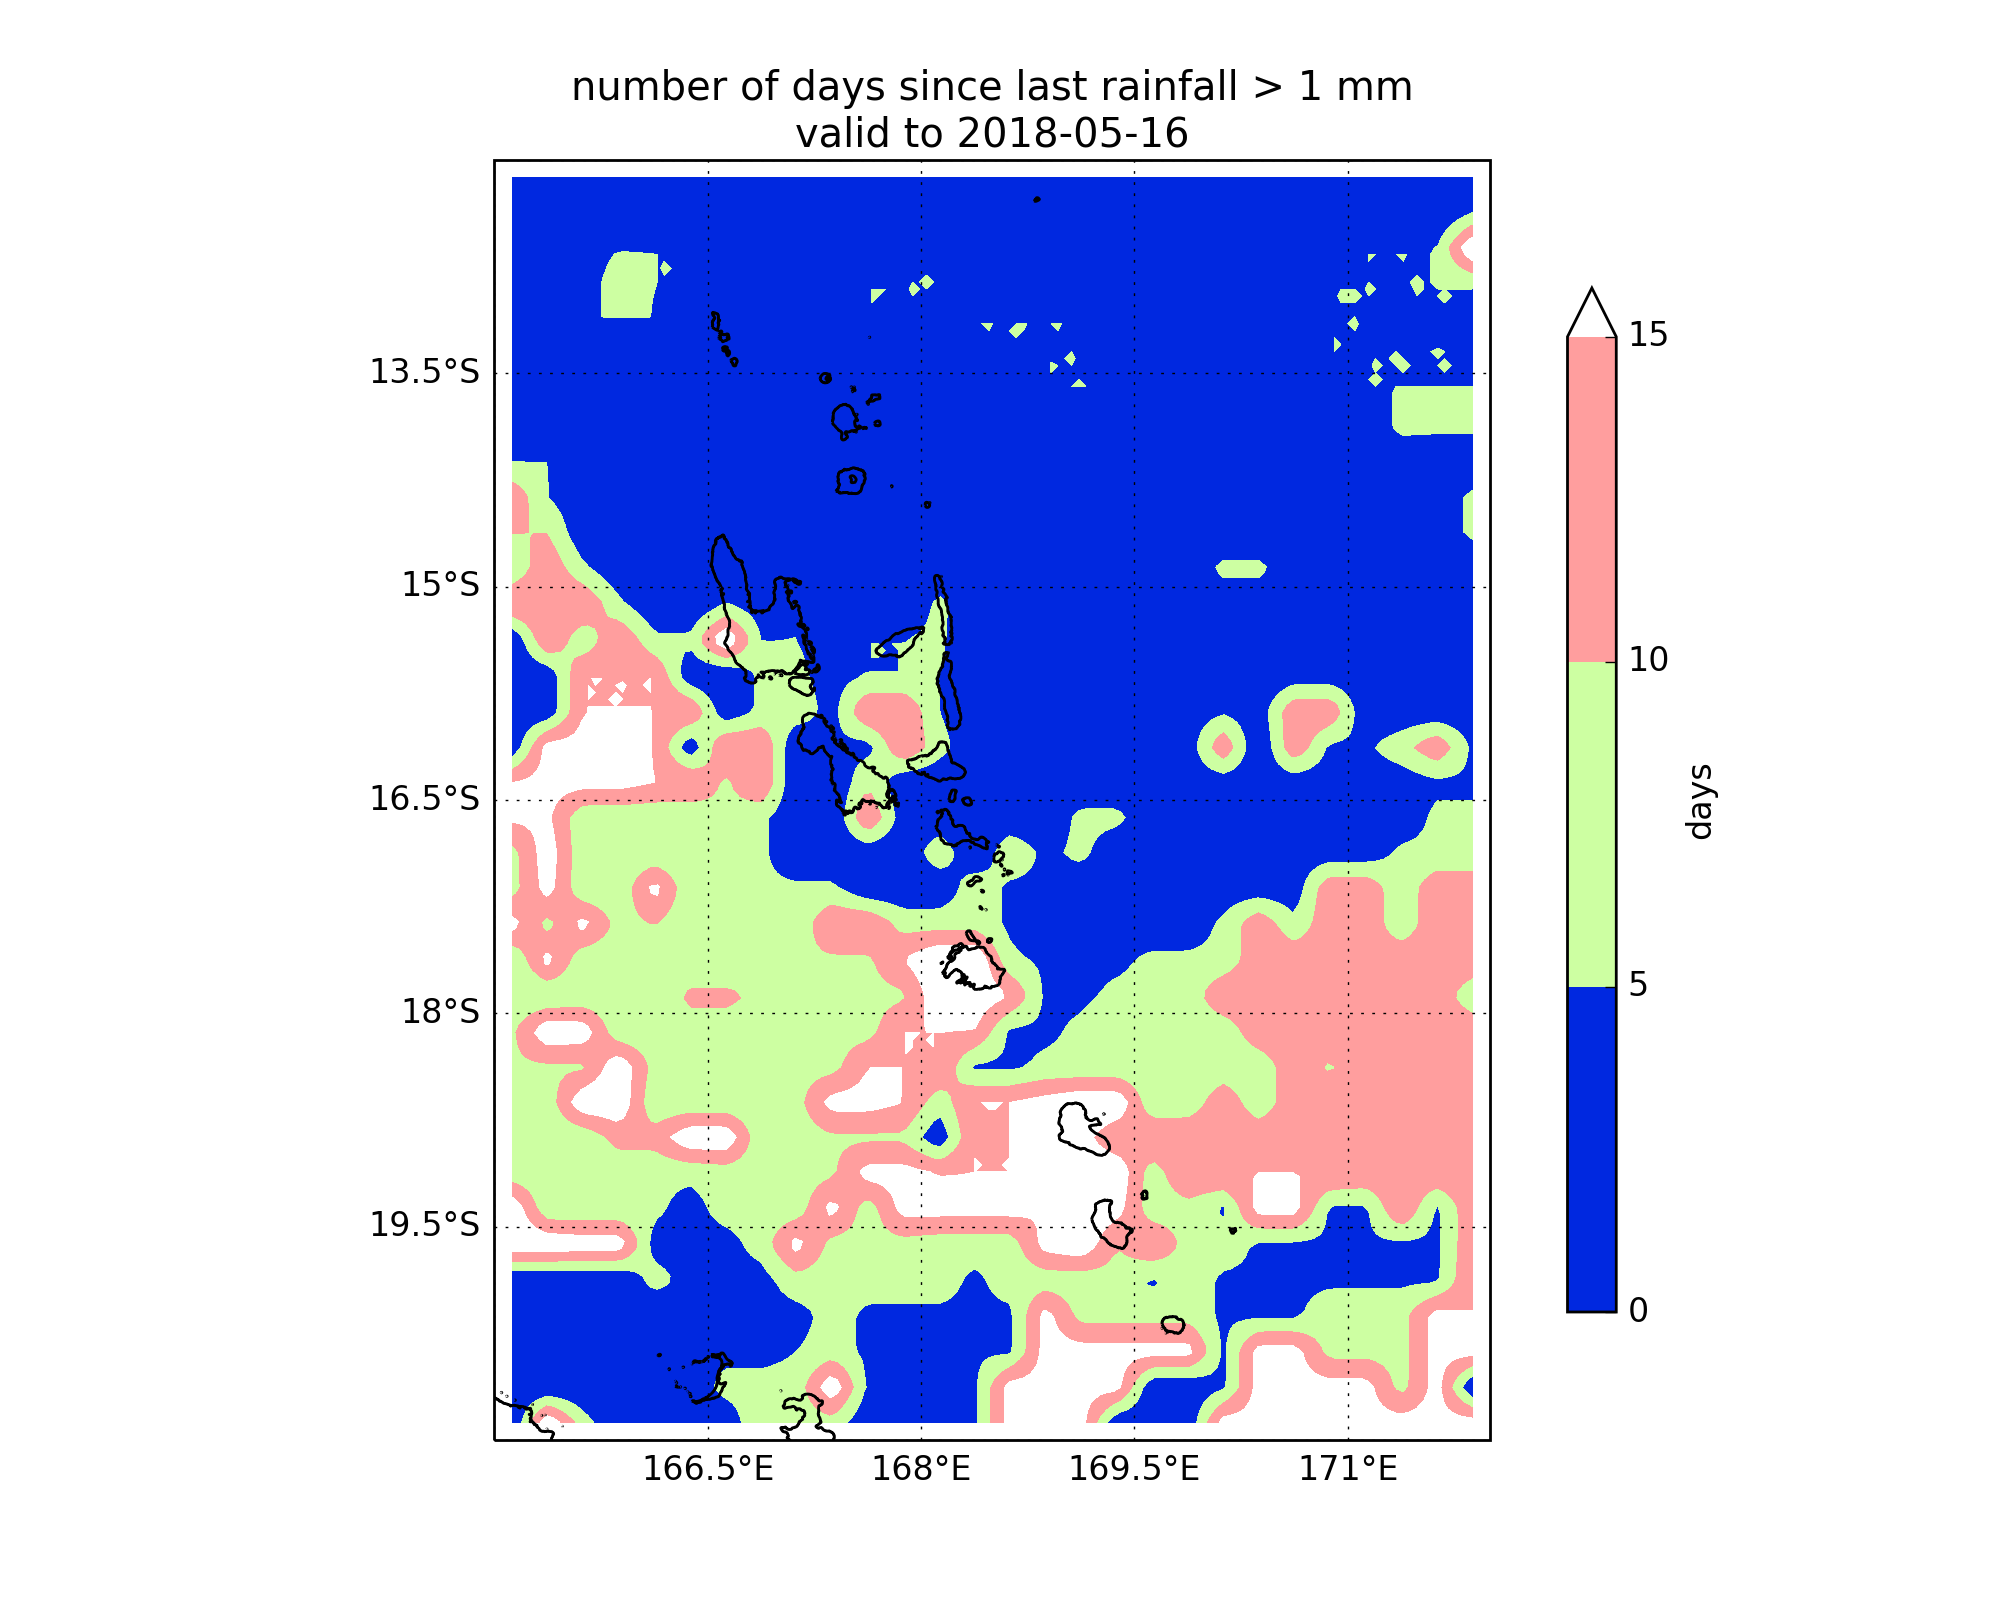 number of days since last rainfall > 1 mm
valid to 2018-05-16
13.5°S
15°S
16.5°S
18°S
19.5°S
166.5°E
168°E
169.5°E
171°E
15
10
5
0
days